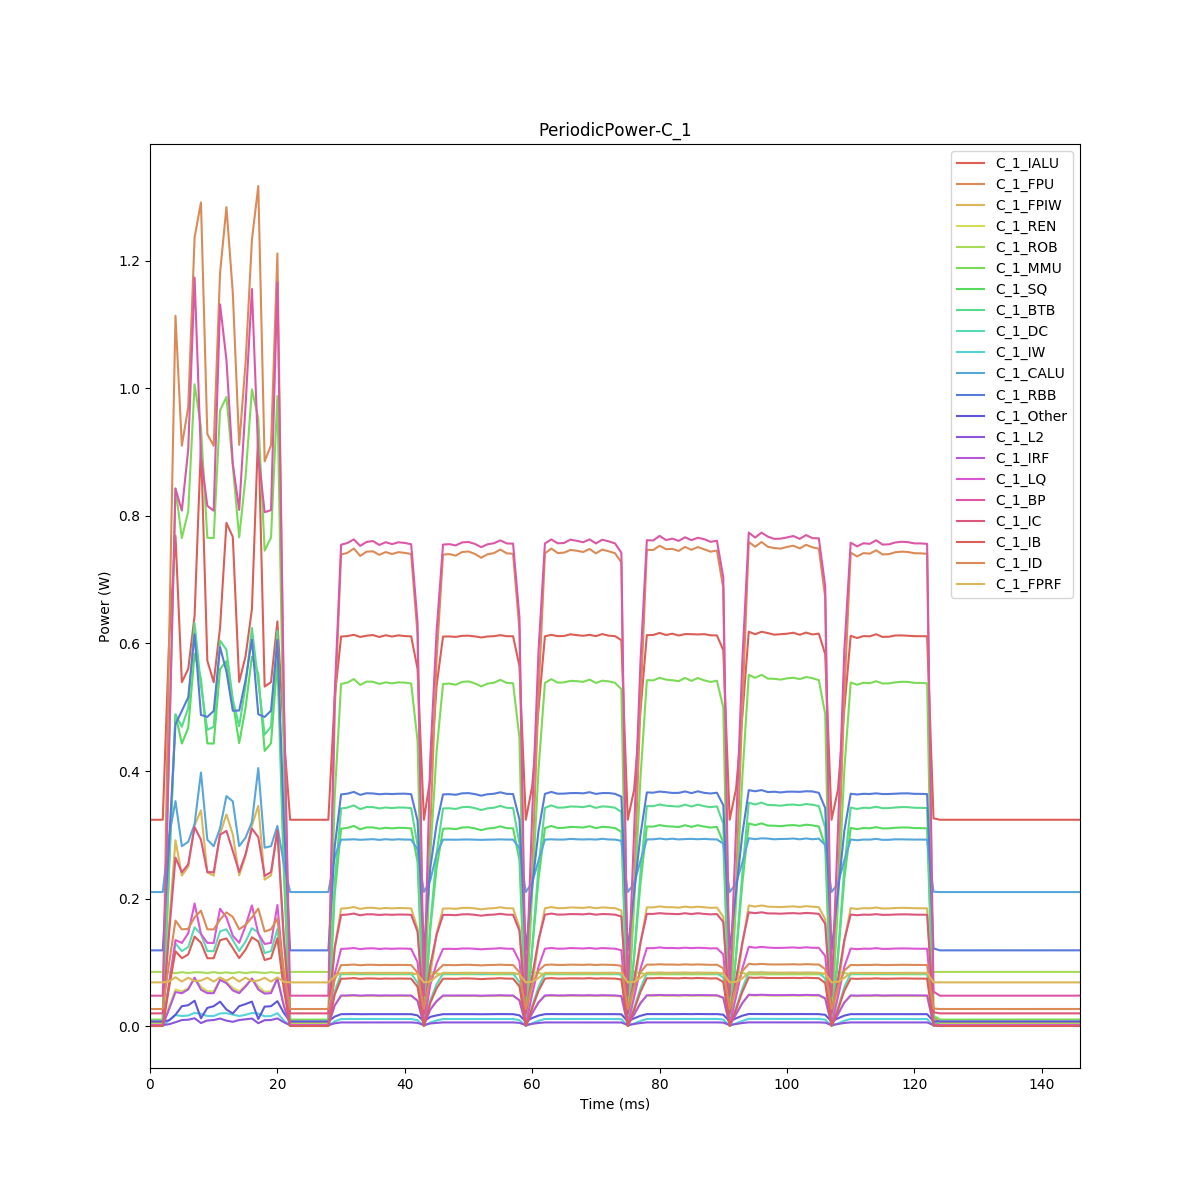 PeriodicPower-C_1
C_1_IALU
C_1_FPU
C_1_FPIW
C_1_REN
C_1_ROB
C_1_MMU
C_1_SQ
C_1_BTB
C_1_DC
C_1_IW
C_1_CALU
C_1_RBB
C_1_Other
C_1_L2
C_1_IRF
C_1_LQ
C_1_BP
C_1_IC
C_1_IB
C_1_ID
C_1_FPRF
Power (W)
1.2
1.0
0.8
0.6
0.4
0.2
0.0
0 20 40 60 80 100 120 140
Time (ms)